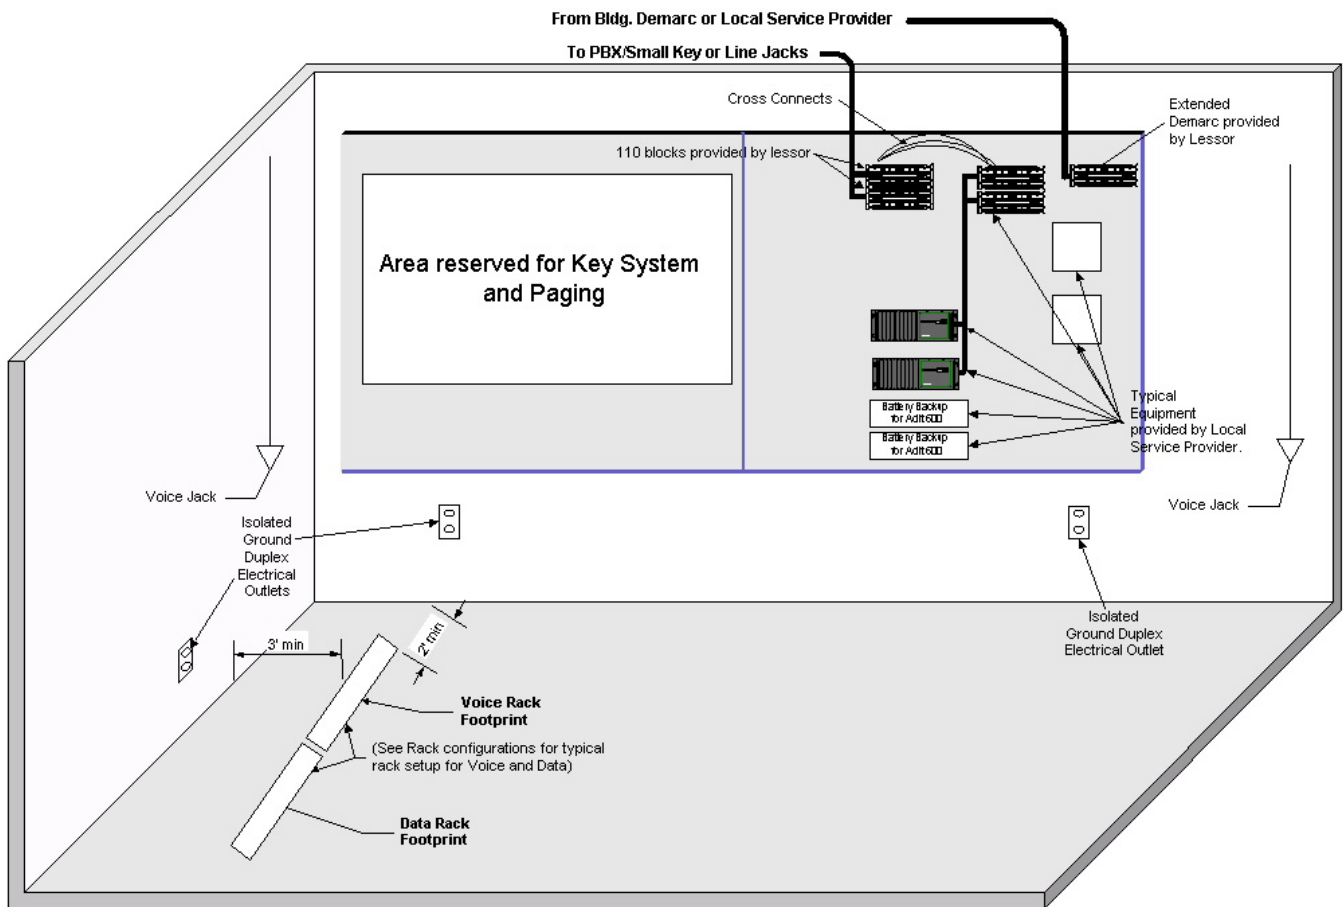 From Bldg. Demarc or Local Service Provider
To PBX/Small Key or Line Jacks
Cross Connects
Extended
Demarc provided
by Lessor
110 blocks provided by lessor
Area reserved for Key System
and Paging
Battery Backup
for Adit 600
Battery Backup
for Adit 600
Typical
Equipment
provided by Local
Service Provider.
Voice Jack
Voice Jack
Isolated
Ground
Duplex
Electrical
Outlets
Isolated
Ground Duplex
Electrical Outlet
3' min
2' min
Voice Rack
Footprint
(See Rack configurations for typical
rack setup for Voice and Data)
Data Rack
Footprint